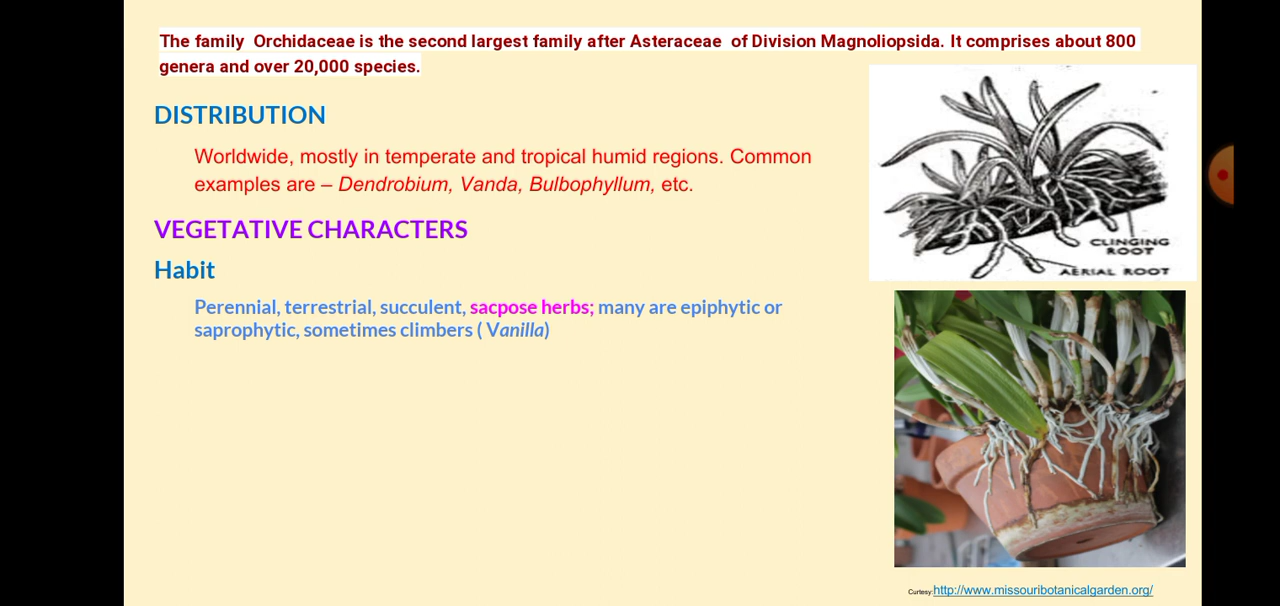 The family Orchidaceae is the second largest family after Asteraceae of Division Magnoliopsida. It comprises about 800
genera and over 20,000 species.
DISTRIBUTION
Worldwide, mostly in temperate and tropical humid regions. Common
examples are – Dendrobium, Vanda, Bulbophyllum, etc.
VEGETATIVE CHARACTERS
Habit
Perennial, terrestrial, succulent, sacpose herbs; many are epiphytic or
saprophytic, sometimes climbers ( Vanilla)
CLINGING
ROOT
AERIAL ROOT
Curtesy:http://www.missouribotanicalgarden.org/